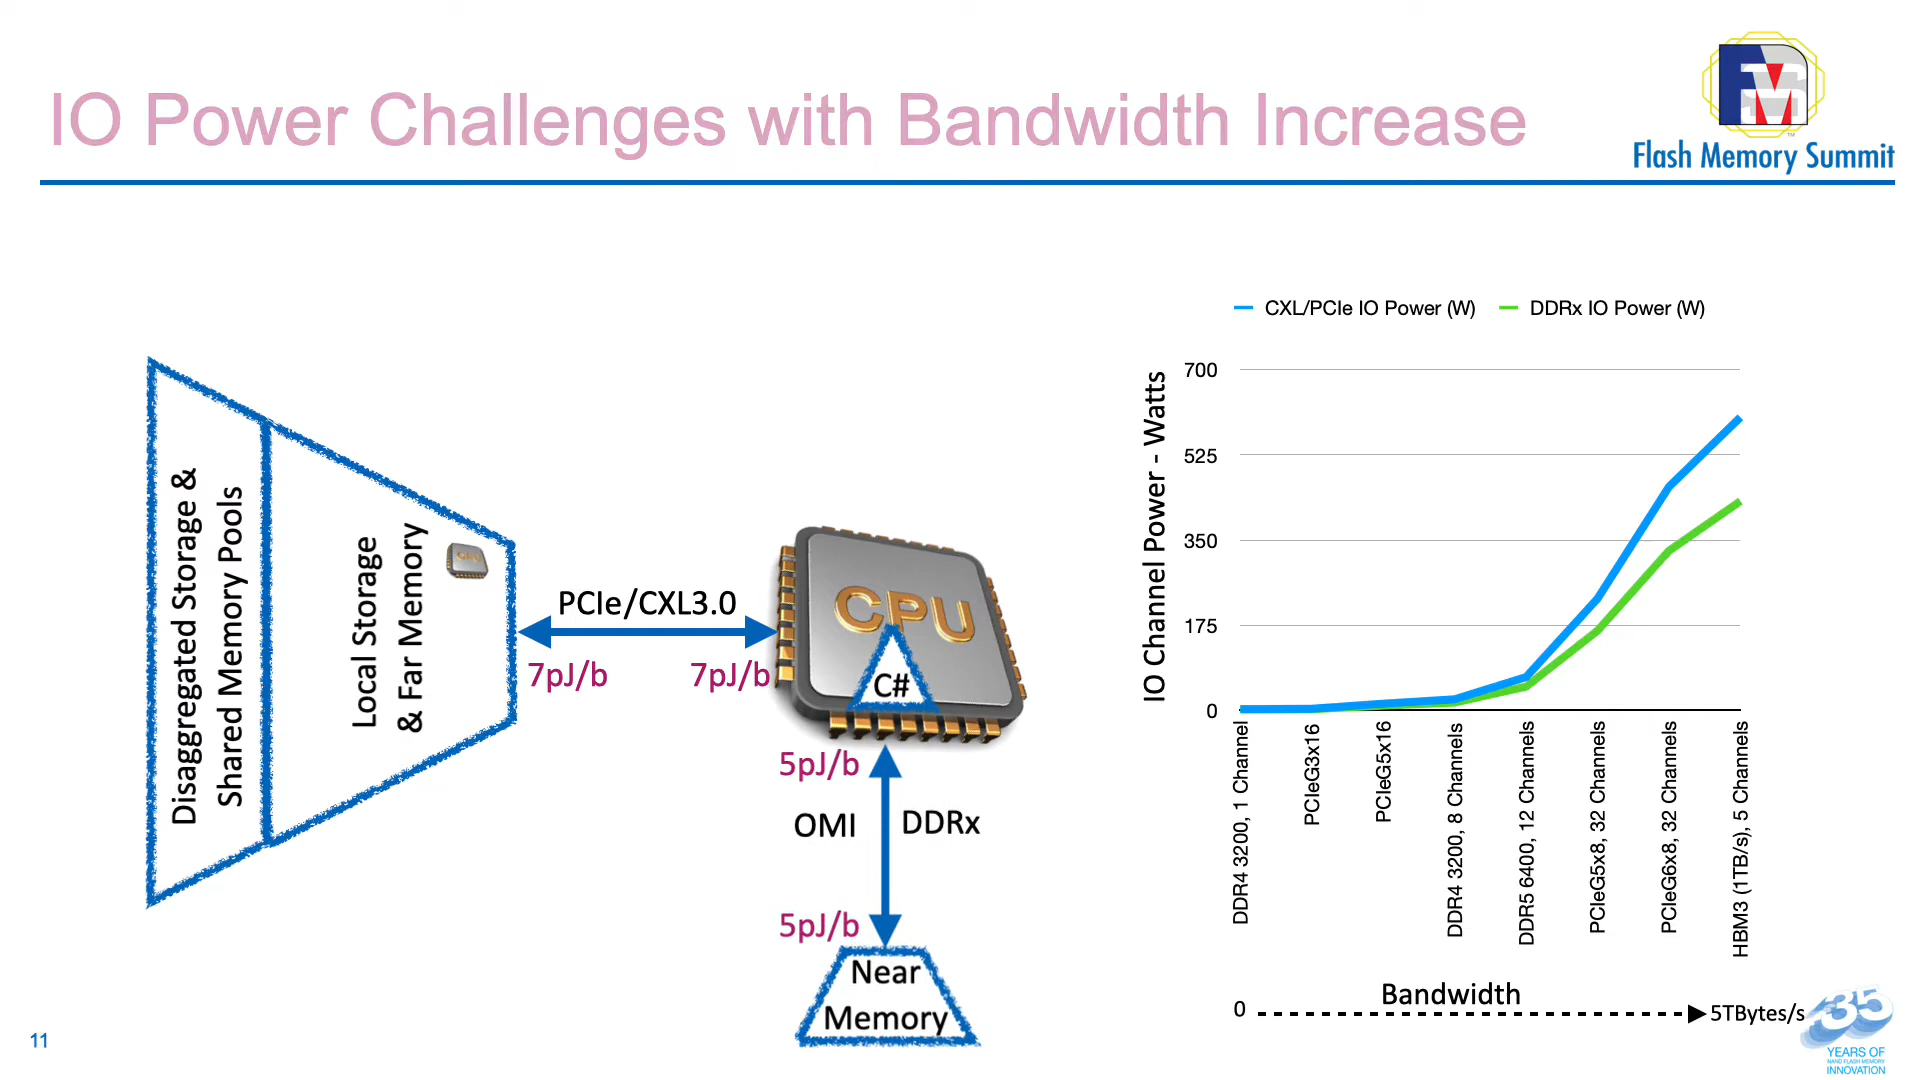 IO Power Challenges with Bandwidth Increase
FMS
™
Flash Memory Summit
Disaggregated Storage &
Shared Memory Pools
Local Storage
& Far Memory
CPU
PCIe/CXL3.0
7pJ/b
7pJ/b
CPU
C#
5pJ/b
OMI
DDRx
5pJ/b
Near
Memory
CXL/PCIe IO Power (W)
DDRx IO Power (W)
IO Channel Power - Watts
700
525
350
175
0
DDR4 3200, 1 Channel
PCIeG3x16
PCIeG5x16
DDR4 3200, 8 Channels
DDR5 6400, 12 Channels
PCIeG5x8, 32 Channels
PCIeG6x8, 32 Channels
HBM3 (1TB/s), 5 Channels
Bandwidth
0
5TBytes/s
35
YEARS OF
NAND FLASH MEMORY
INNOVATION
11